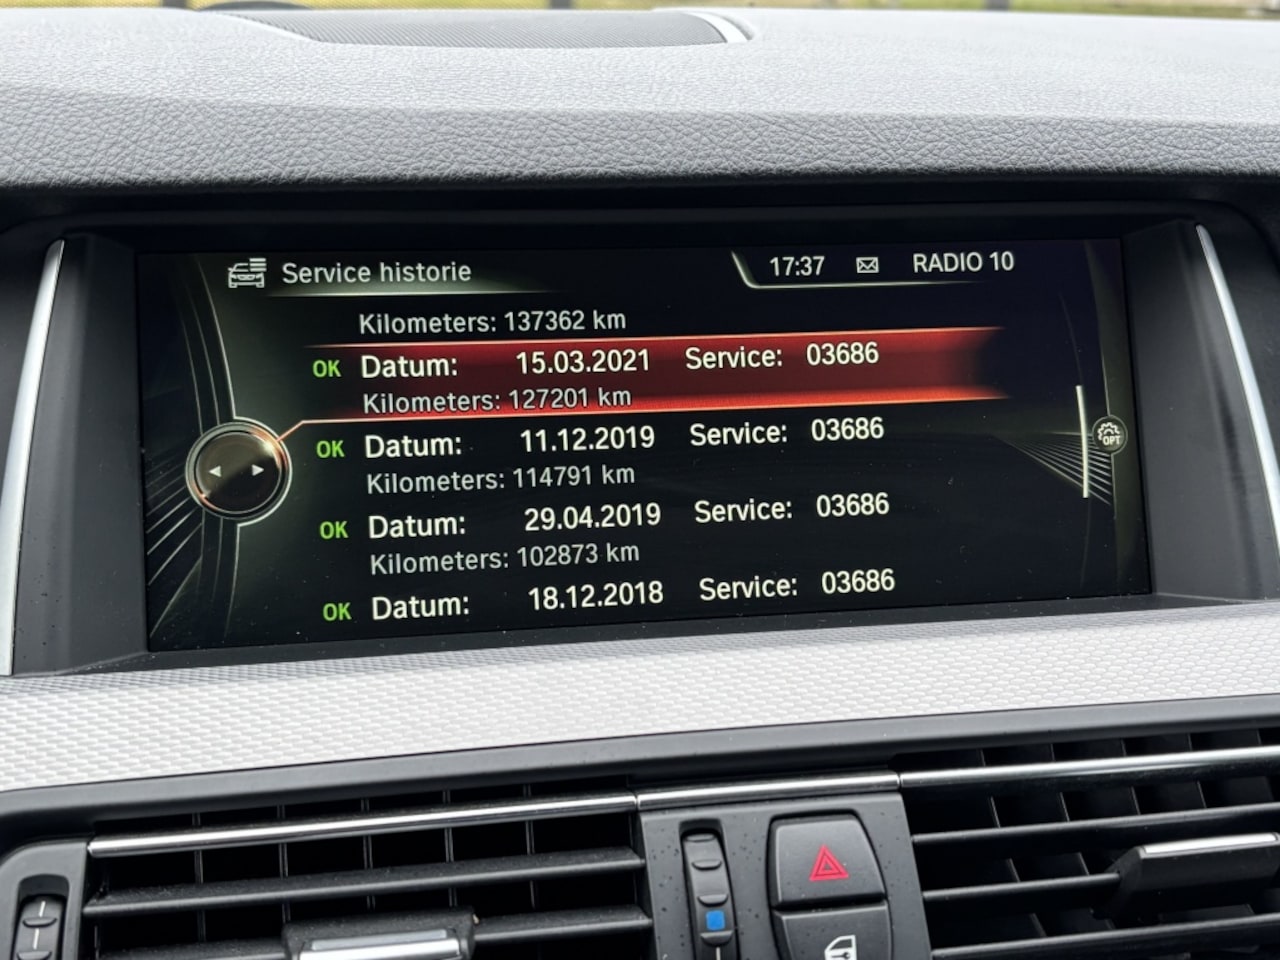 Service historie 17:37 RADIO 10
Kilometers: 137362 km
OK Datum: 15.03.2021 Service: 03686
Kilometers: 127201 km
OK Datum: 11.12.2019 Service: 03686
Kilometers: 114791 km
OK Datum: 29.04.2019 Service: 03686
Kilometers: 102873 km
OK Datum: 18.12.2018 Service: 03686
OPT